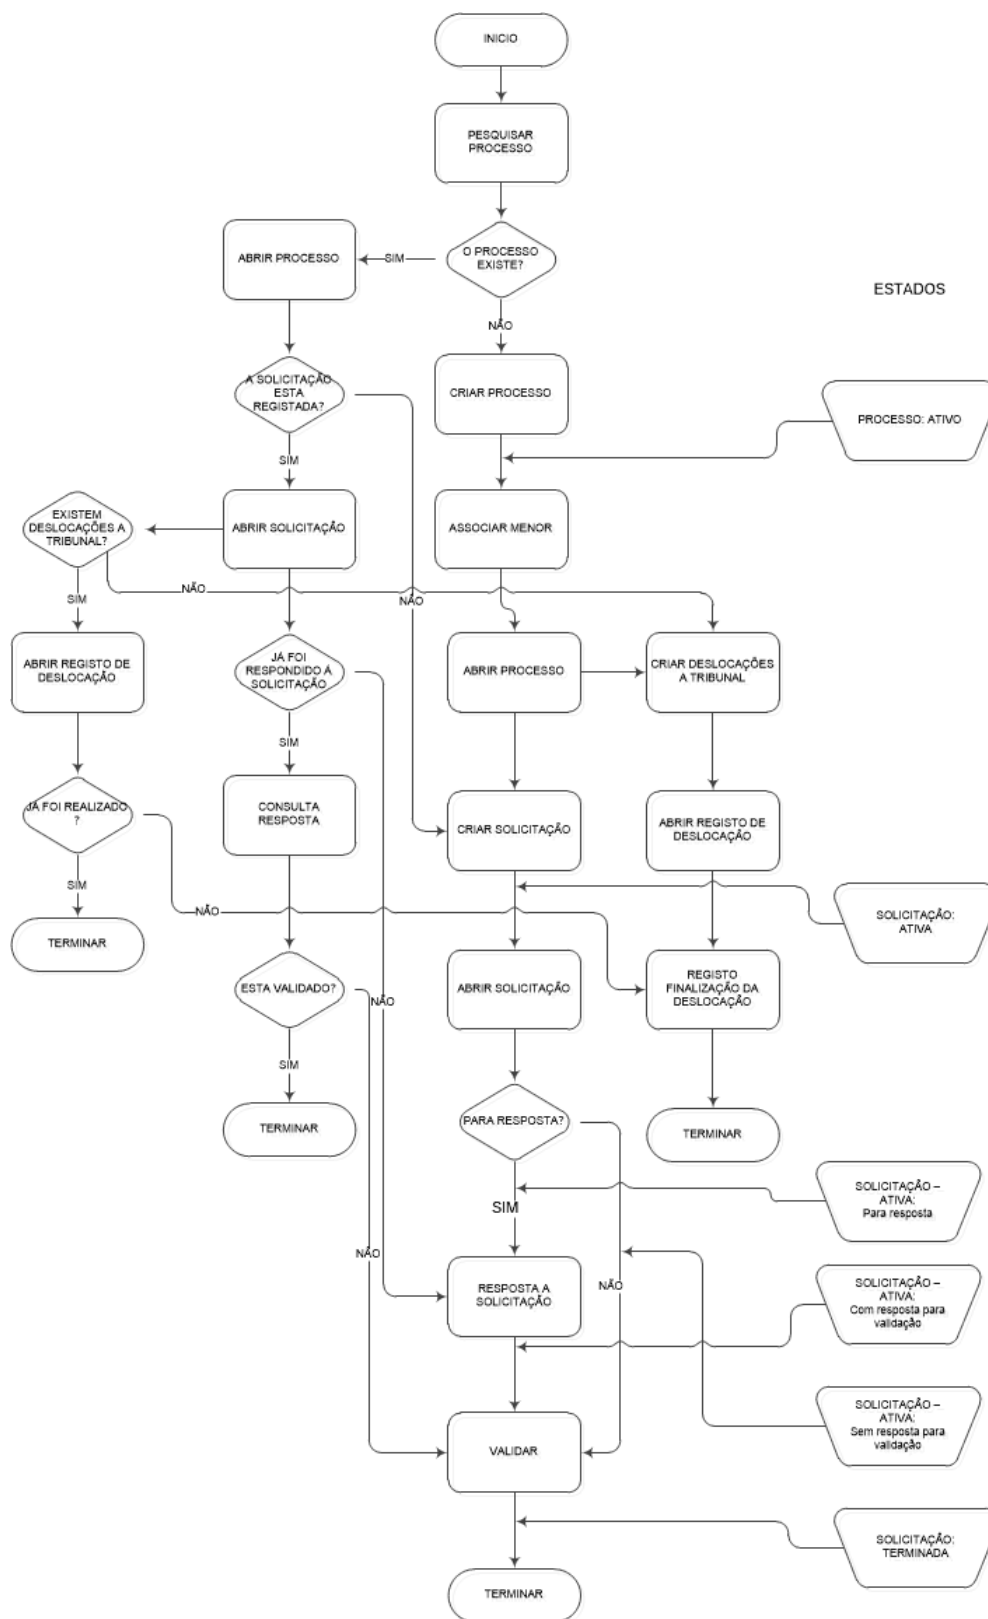 INICIO
PESQUISAR
PROCESSO
O PROCESSO
EXISTE?
SIM
ABRIR PROCESSO
ESTADOS
NÃO
A SOLICITAÇÃO
ESTA
REGISTADA?
CRIAR PROCESSO
PROCESSO: ATIVO
SIM
EXISTEM
DESLOCAÇÕES A
TRIBUNAL?
ABRIR SOLICITAÇÃO
ASSOCIAR MENOR
SIM
NÃO
NÃO
ABRIR REGISTO DE
DESLOCAÇÃO
JÁ FOI
RESPONDIDO Á
SOLICITAÇÃO
ABRIR PROCESSO
CRIAR DESLOCAÇÕES
A TRIBUNAL
SIM
JÁ FOI REALIZADO
?
CONSULTA
RESPOSTA
CRIAR SOLICITAÇÃO
ABRIR REGISTO DE
DESLOCAÇÃO
SIM
NÃO
SOLICITAÇÃO:
ATIVA
TERMINAR
ESTA VALIDADO?
NÃO
ABRIR SOLICITAÇÃO
REGISTO
FINALIZAÇÃO DA
DESLOCAÇÃO
SIM
TERMINAR
PARA RESPOSTA?
TERMINAR
SOLICITAÇÃO –
ATIVA:
Para resposta
SIM
NÃO
NÃO
RESPOSTA A
SOLICITAÇÃO
SOLICITAÇÃO –
ATIVA:
Com resposta para
validação
SOLICITAÇÃO –
ATIVA:
Sem resposta para
validação
VALIDAR
SOLICITAÇÃO:
TERMINADA
TERMINAR